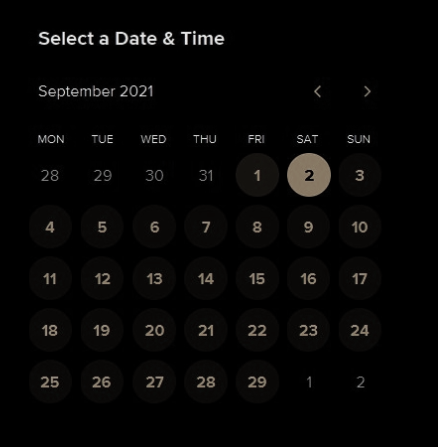 Select a Date & Time
September 2021
MON TUE WED THU FRI SAT SUN
28 29 30 31 1 2 3
4 5 6 7 8 9 10
11 12 13 14 15 16 17
18 19 20 21 22 23 24
25 26 27 28 29 1 2